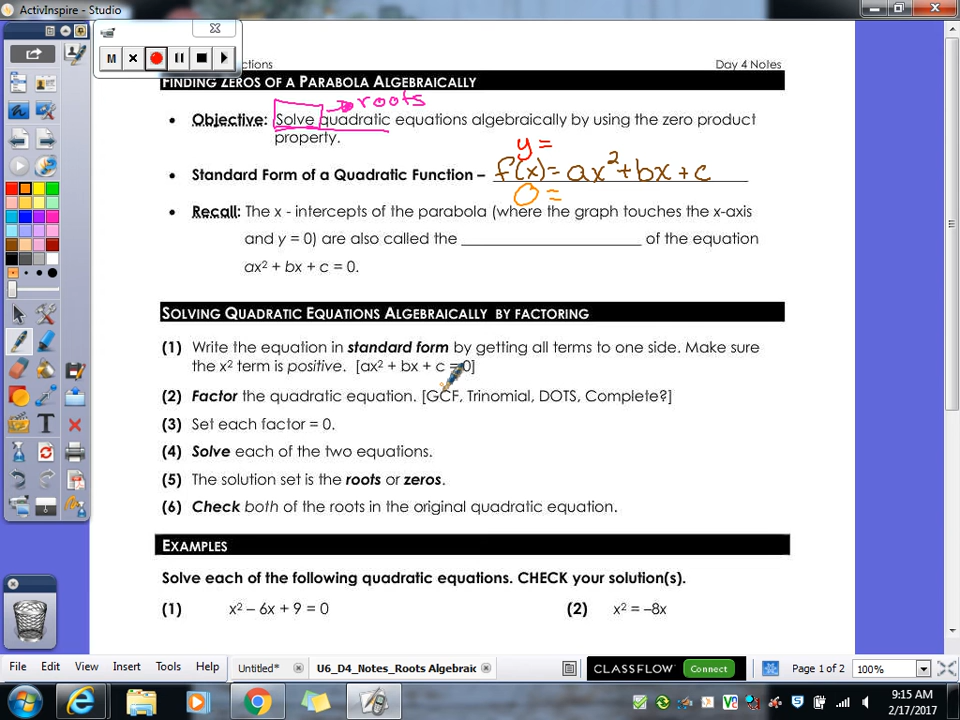 ActivInspire - Studio
M
ctions Day 4 Notes
FINDING ZEROS OF A PARABOLA ALGEBRAICALLY
→ roots
• Objective: Solve quadratic equations algebraically by using the zero product
property.
y =
• Standard Form of a Quadratic Function – f(x) = ax²+bx+c
0 =
• Recall: The x - intercepts of the parabola (where the graph touches the x-axis
and y = 0) are also called the ______________________ of the equation
ax² + bx + c = 0.
SOLVING QUADRATIC EQUATIONS ALGEBRAICALLY BY FACTORING
(1) Write the equation in standard form by getting all terms to one side. Make sure
the x² term is positive. [ax² + bx + c = 0]
(2) Factor the quadratic equation. [GCF, Trinomial, DOTS, Complete?]
(3) Set each factor = 0.
(4) Solve each of the two equations.
(5) The solution set is the roots or zeros.
(6) Check both of the roots in the original quadratic equation.
EXAMPLES
Solve each of the following quadratic equations. CHECK your solution(s).
(1) x² – 6x + 9 = 0 (2) x² = –8x
File Edit View Insert Tools Help Untitled* U6_D4_Notes_Roots Algebraic CLASSFLOW Connect Page 1 of 2 100%
9:15 AM
2/17/2017